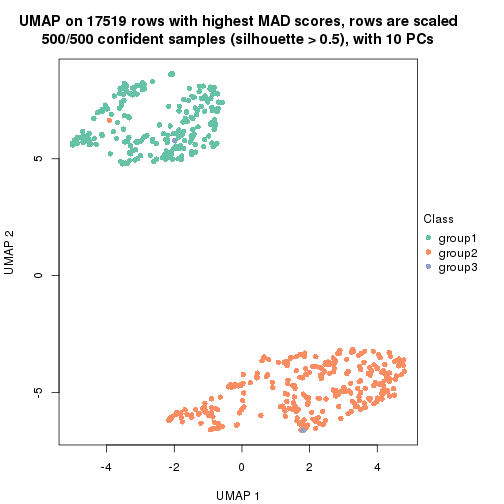 UMAP on 17519 rows with highest MAD scores, rows are scaled
500/500 confident samples (silhouette > 0.5), with 10 PCs
5
0
-5
UMAP 2
-4
-2
0
2
4
UMAP 1
Class
group1
group2
group3